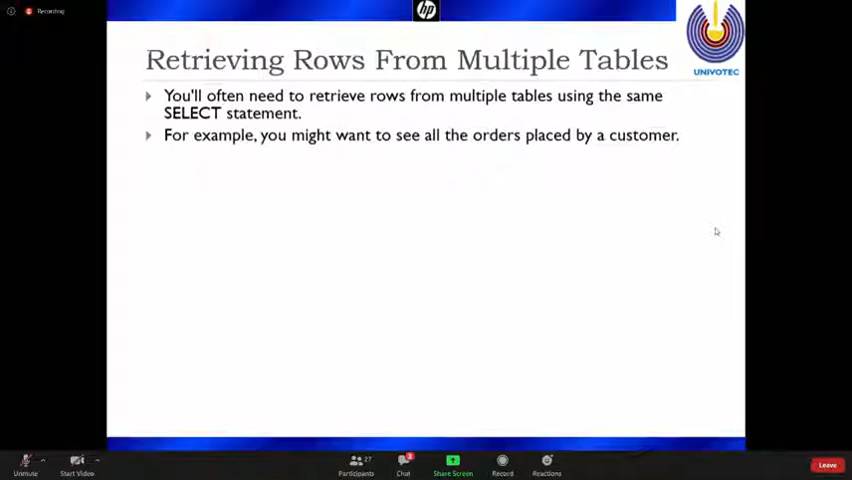 Recording
hp
UNIVOTEC
Retrieving Rows From Multiple Tables
You'll often need to retrieve rows from multiple tables using the same
SELECT statement.
For example, you might want to see all the orders placed by a customer.
Unmute
Start Video
27
Participants
3
Chat
Share Screen
Record
Reactions
Leave